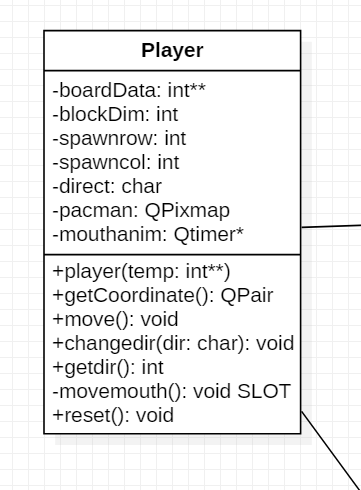 Player
-boardData: int**
-blockDim: int
-spawnrow: int
-spawncol: int
-direct: char
-pacman: QPixmap
-mouthanim: Qtimer*
+player(temp: int**)
+getCoordinate(): QPair
+move(): void
+changedir(dir: char): void
+getdir(): int
-movemouth(): void SLOT
+reset(): void